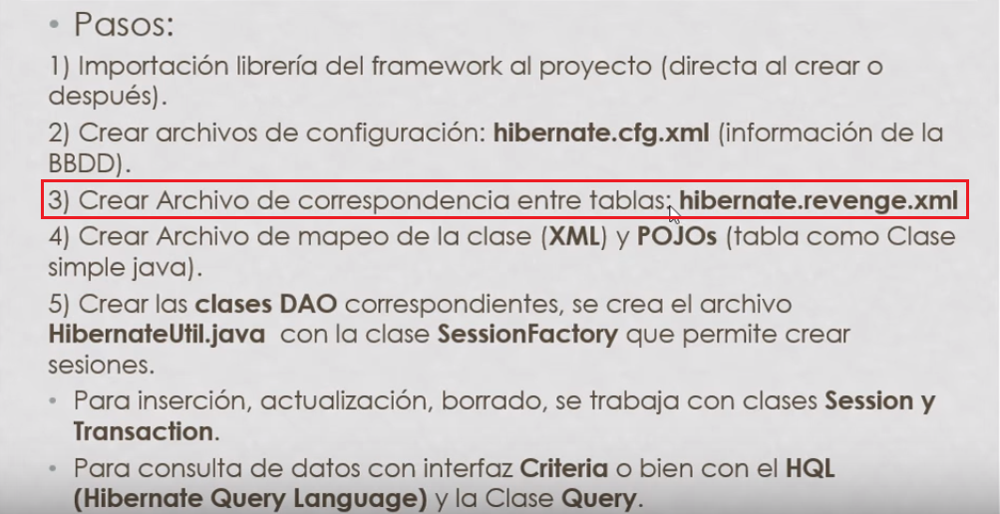 • Pasos:
1) Importación librería del framework al proyecto (directa al crear o
después).
2) Crear archivos de configuración: hibernate.cfg.xml (información de la
BBDD).
3) Crear Archivo de correspondencia entre tablas: hibernate.revenge.xml
4) Crear Archivo de mapeo de la clase (XML) y POJOs (tabla como Clase
simple java).
5) Crear las clases DAO correspondientes, se crea el archivo
HibernateUtil.java con la clase SessionFactory que permite crear
sesiones.
• Para inserción, actualización, borrado, se trabaja con clases Session y
Transaction.
• Para consulta de datos con interfaz Criteria o bien con el HQL
(Hibernate Query Language) y la Clase Query.